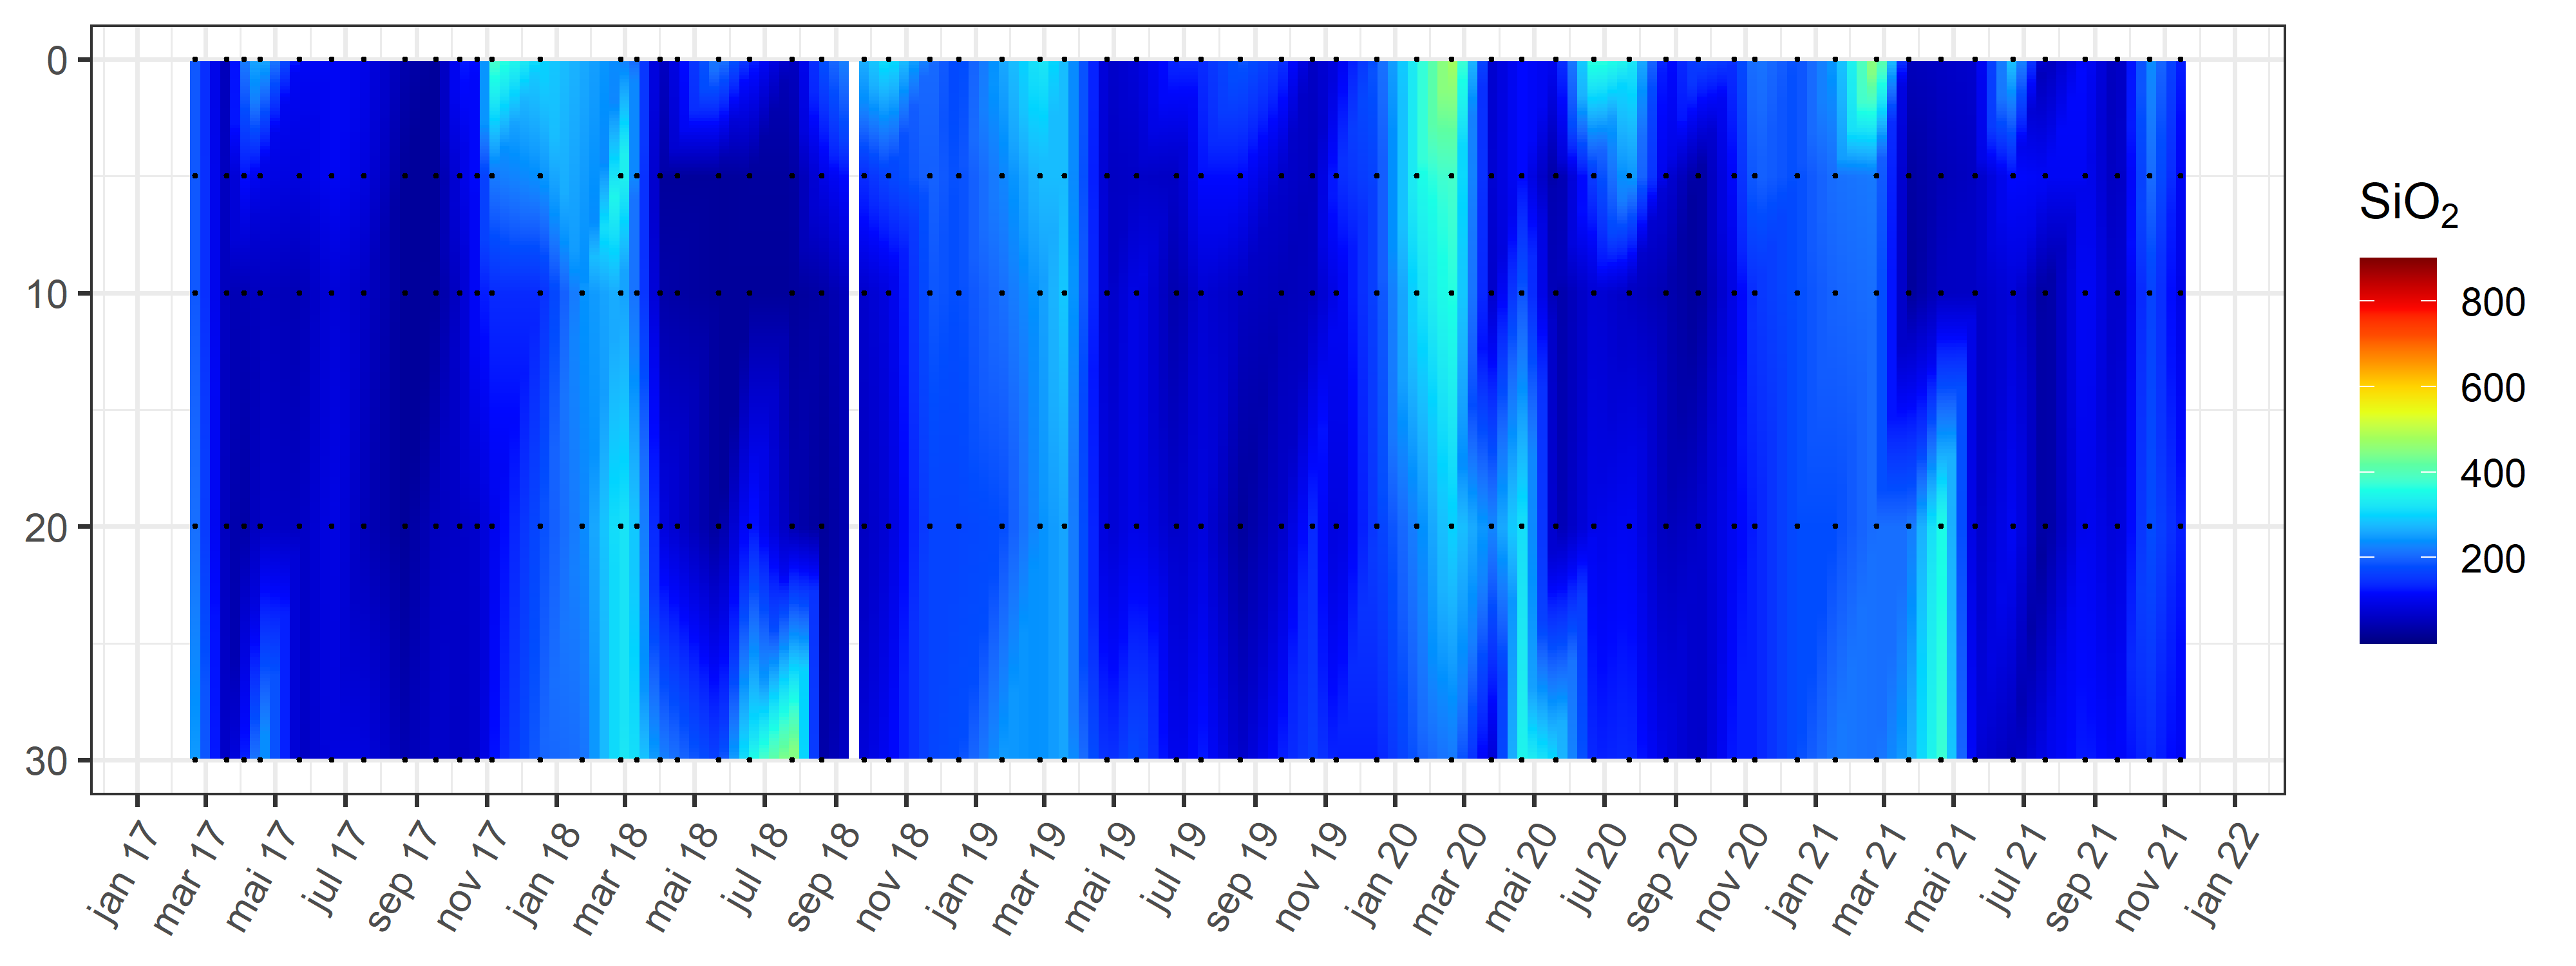 0
10
20
30
jan 17
mar 17
mai 17
jul 17
sep 17
nov 17
jan 18
mar 18
mai 18
jul 18
sep 18
nov 18
jan 19
mar 19
mai 19
jul 19
sep 19
nov 19
jan 20
mar 20
mai 20
jul 20
sep 20
nov 20
jan 21
mar 21
mai 21
jul 21
sep 21
nov 21
jan 22
SiO₂
800
600
400
200